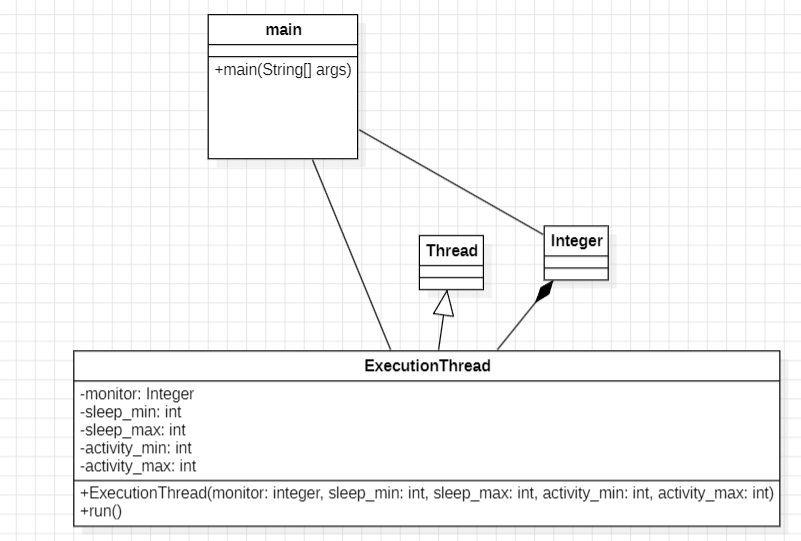 main
+main(String[] args)
Thread
Integer
ExecutionThread
-monitor: Integer
-sleep_min: int
-sleep_max: int
-activity_min: int
-activity_max: int
+ExecutionThread(monitor: integer, sleep_min: int, sleep_max: int, activity_min: int, activity_max: int)
+run()